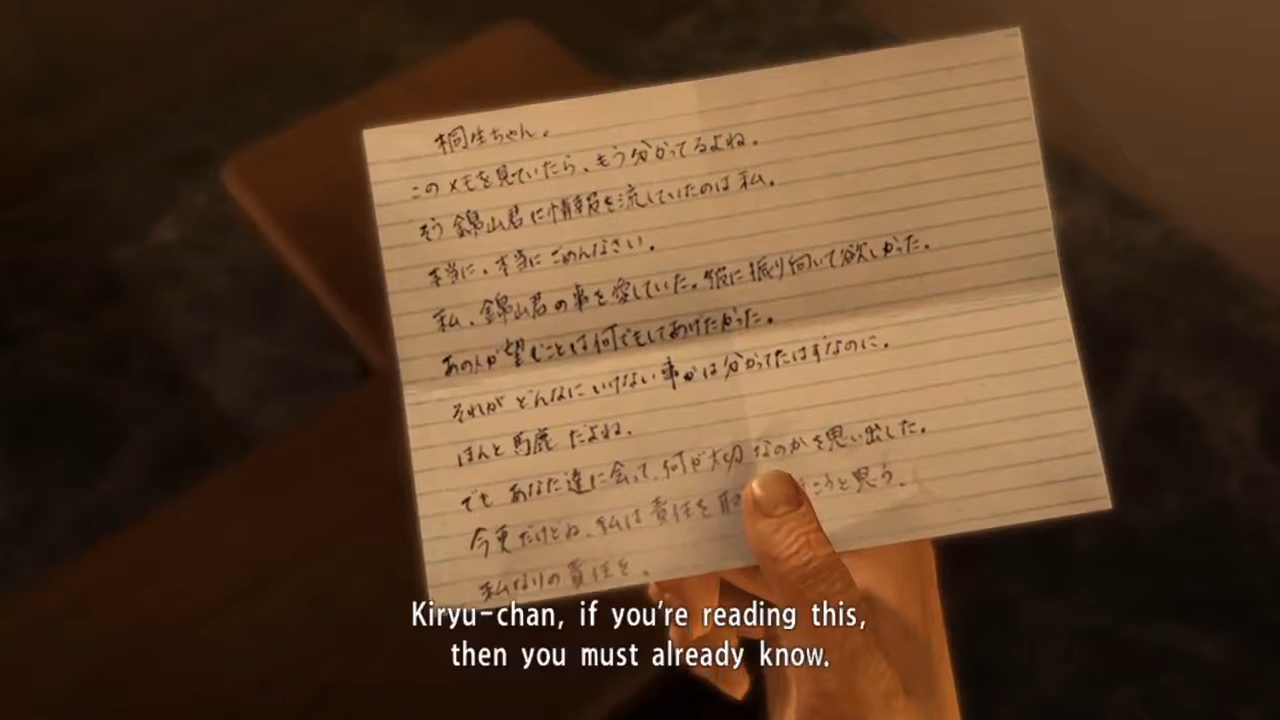 桐生ちゃん。
このメモを見ていたら、もう分かってるよね。
そう錦山君に情報を流していたのは私。
本当に、本当にごめんなさい。
私、錦山君の事を愛していた。彼に振り向いて欲しかった。
あの人が望むことは何でもしてあげたかった。
それがどんなにいけない事かは分かってたはずなのに。
ほんと馬鹿だよね。
でもあなた達に会って、何が大切なのかを思い出した。
今更だけどね、私は責任を取 こうと思う。
私なりの責任を。
Kiryu-chan, if you're reading this,
then you must already know.